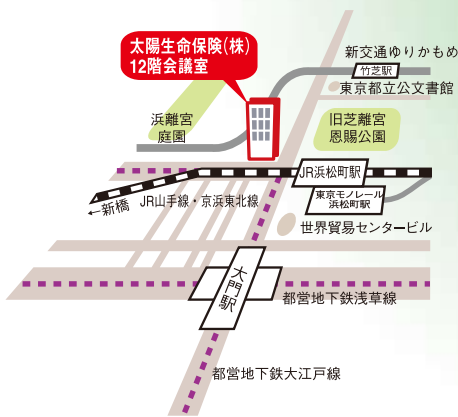 太陽生命保険(株)
12階会議室
新交通ゆりかもめ
竹芝駅
東京都立公文書館
浜離宮
庭園
旧芝離宮
恩賜公園
JR浜松町駅
東京モノレール
浜松町駅
←新橋
JR山手線・京浜東北線
世界貿易センタービル
大門駅
都営地下鉄浅草線
都営地下鉄大江戸線